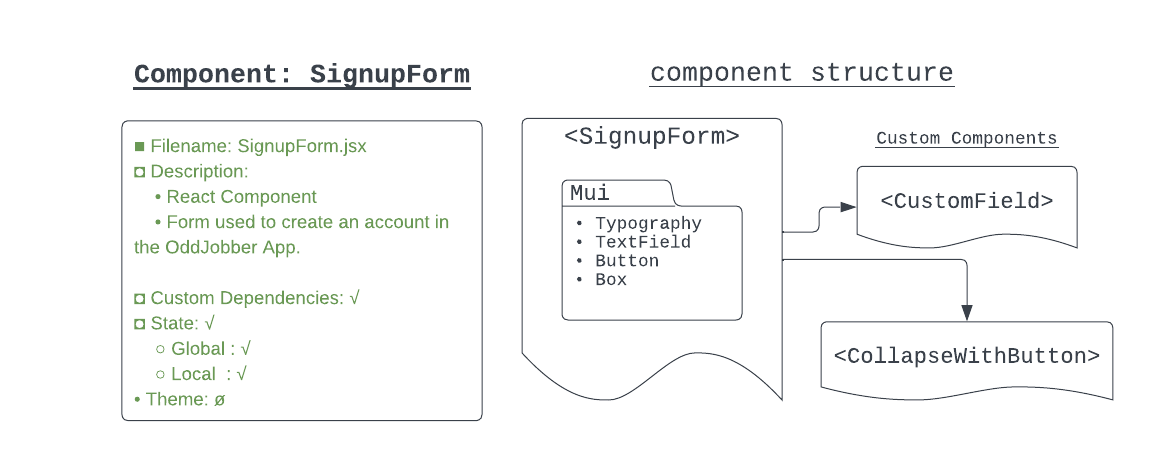 Component: SignupForm
■ Filename: SignupForm.jsx
◘ Description:
• React Component
• Form used to create an account in
the OddJobber App.
◘ Custom Dependencies: √
◘ State: √
○ Global : √
○ Local  : √
• Theme: ø
component structure
<SignupForm>
Mui
• Typography
• TextField
• Button
• Box
Custom Components
<CustomField>
<CollapseWithButton>